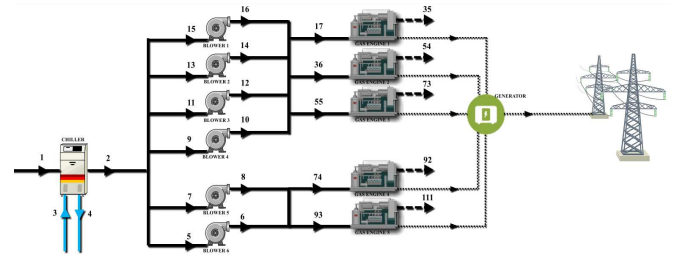 16
35
15
17
BLOWER 1
GAS ENGINE 1
14
54
13
36
BLOWER 2
GAS ENGINE 2
12
73
11
55
BLOWER 3
GAS ENGINE 3
GENERATOR
10
9
BLOWER 4
CHILLER
1
2
3
4
8
92
7
74
BLOWER 5
GAS ENGINE 4
6
111
5
93
BLOWER 6
GAS ENGINE 5